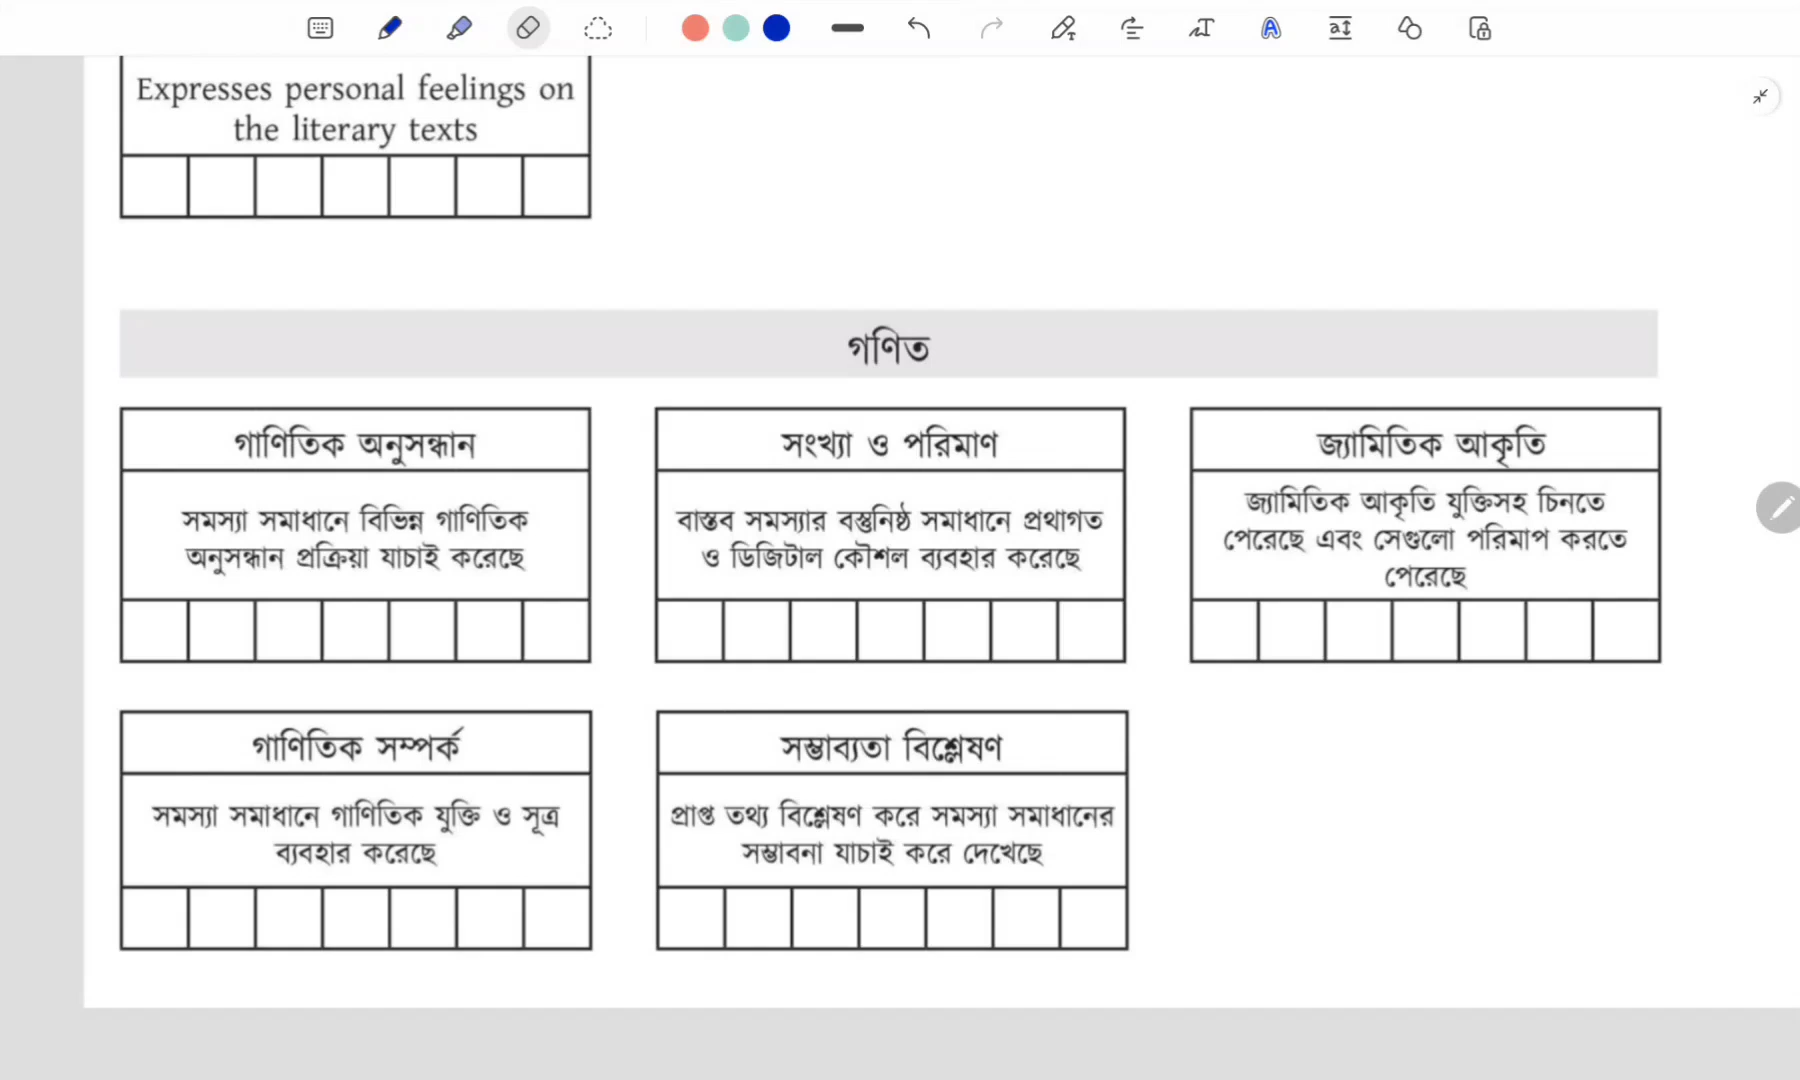 Expresses personal feelings on
the literary texts
গণিত
গাণিতিক অনুসন্ধান
সমস্যা সমাধানে বিভিন্ন গাণিতিক
অনুসন্ধান প্রক্রিয়া যাচাই করেছে
সংখ্যা ও পরিমাণ
বাস্তব সমস্যার বস্তুনিষ্ঠ সমাধানে প্রথাগত
ও ডিজিটাল কৌশল ব্যবহার করেছে
জ্যামিতিক আকৃতি
জ্যামিতিক আকৃতি যুক্তিসহ চিনতে
পেরেছে এবং সেগুলো পরিমাপ করতে
পেরেছে
গাণিতিক সম্পর্ক
সমস্যা সমাধানে গাণিতিক যুক্তি ও সূত্র
ব্যবহার করেছে
সম্ভাব্যতা বিশ্লেষণ
প্রাপ্ত তথ্য বিশ্লেষণ করে সমস্যা সমাধানের
সম্ভাবনা যাচাই করে দেখেছে